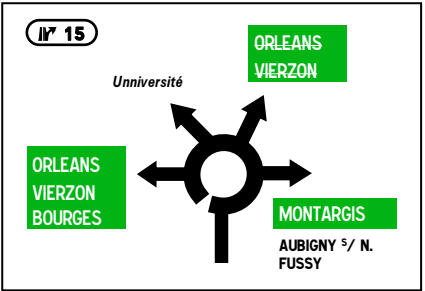 15
ORLEANS
VIERZON
Unniversité
ORLEANS
VIERZON
BOURGES
MONTARGIS
AUBIGNY S/ N.
FUSSY